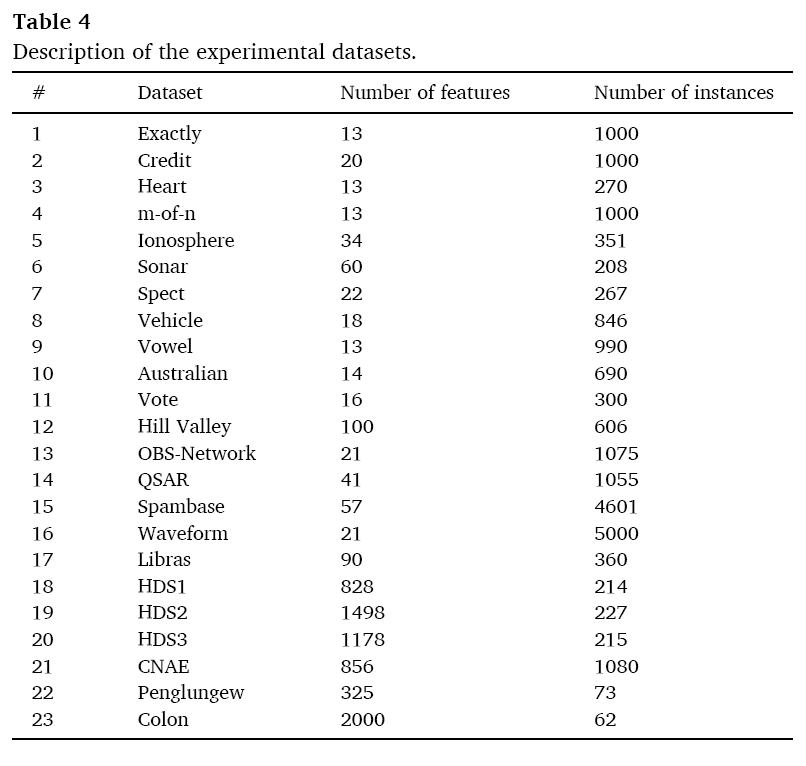 Table 4
Description of the experimental datasets.
# Dataset Number of features Number of instances
1 Exactly 13 1000
2 Credit 20 1000
3 Heart 13 270
4 m-of-n 13 1000
5 Ionosphere 34 351
6 Sonar 60 208
7 Spect 22 267
8 Vehicle 18 846
9 Vowel 13 990
10 Australian 14 690
11 Vote 16 300
12 Hill Valley 100 606
13 OBS-Network 21 1075
14 QSAR 41 1055
15 Spambase 57 4601
16 Waveform 21 5000
17 Libras 90 360
18 HDS1 828 214
19 HDS2 1498 227
20 HDS3 1178 215
21 CNAE 856 1080
22 Penglungew 325 73
23 Colon 2000 62